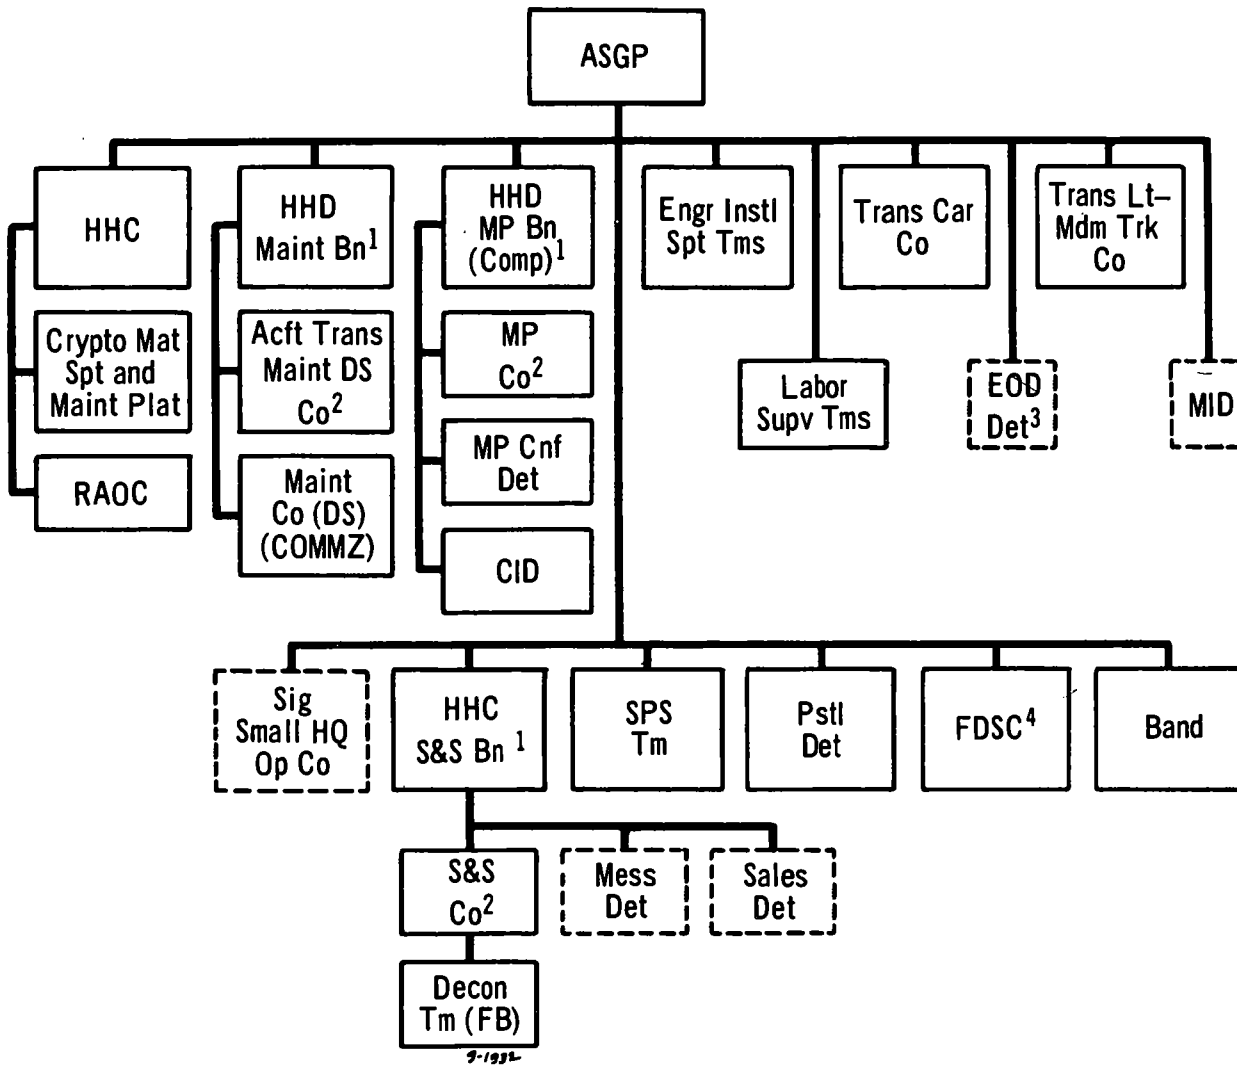 ASGP
HHC
HHD
Maint Bn1
HHD
MP Bn
(Comp)1
Engr Instl
Spt Tms
Trans Car
Co
Trans Lt–
Mdm Trk
Co
Crypto Mat
Spt and
Maint Plat
Acft Trans
Maint DS
Co2
MP
Co2
Labor
Supv Tms
EOD
Det3
MID
RAOC
Maint
Co (DS)
(COMMZ)
MP Cnf
Det
CID
Sig
Small HQ
Op Co
HHC
S&S Bn 1
SPS
Tm
Pstl
Det
FDSC4
Band
S&S
Co2
Mess
Det
Sales
Det
Decon
Tm (FB)
9-1932